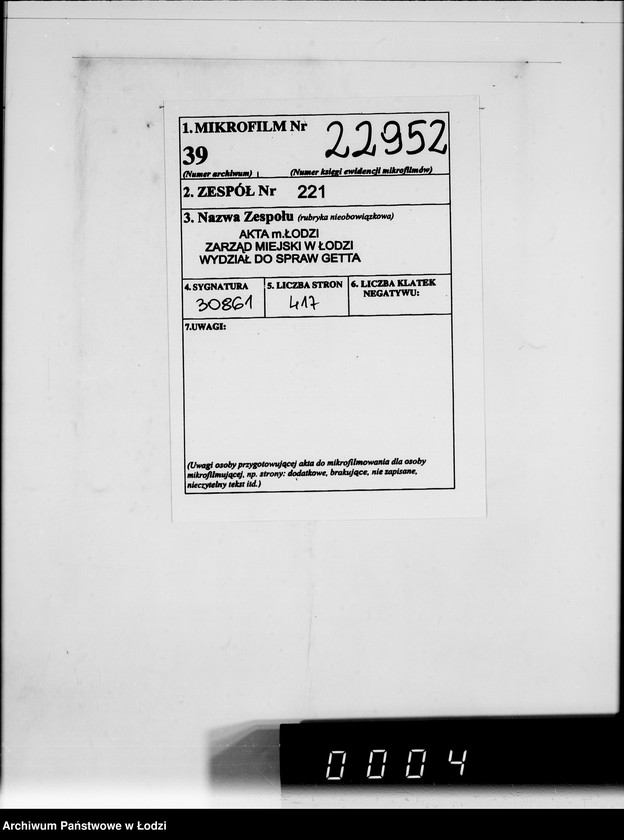 1. MIKROFILM Nr 22952
39
(Numer archiwum) (Numer księgi ewidencji mikrofilmów)
2. ZESPÓŁ Nr 221
3. Nazwa Zespołu (rubryka nieobowiązkowa)
AKTA m.ŁODZI
ZARZĄD MIEJSKI W ŁODZI
WYDZIAŁ DO SPRAW GETTA
4. SYGNATURA 5. LICZBA STRON 6. LICZBA KLATEK
NEGATYWU:
30861 417
7.UWAGI:
(Uwagi osoby przygotowującej akta do mikrofilmowania dla osoby
mikrofilmującej, np. strony: dodatkowe, brakujące, nie zapisane,
nieczytelny tekst itd.)
0004
Archiwum Państwowe w Łodzi